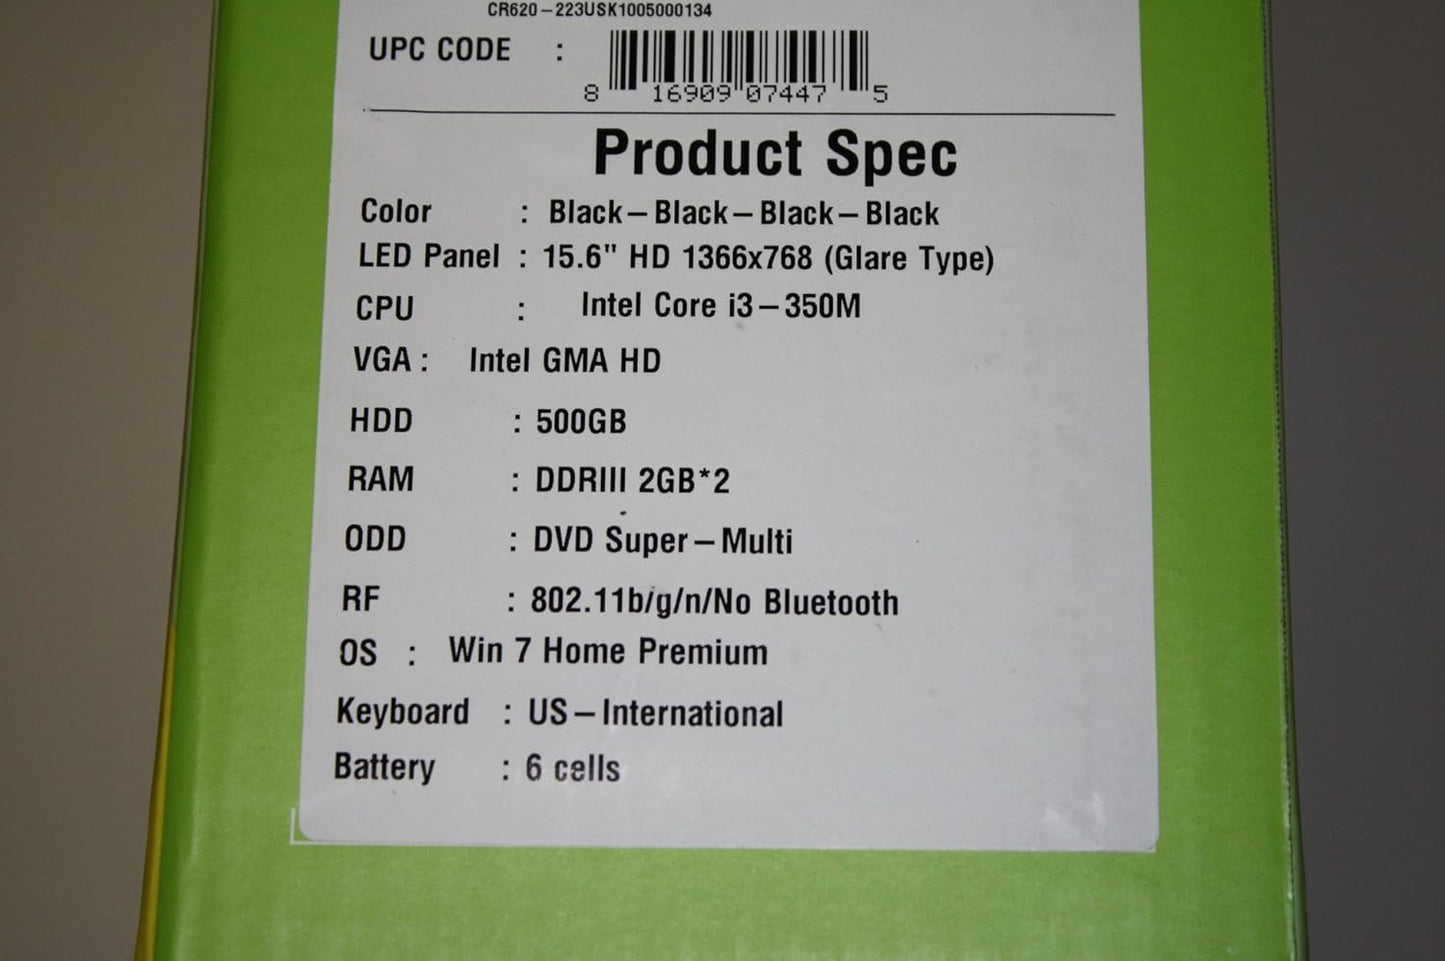 CR620-223USK1005000134
UPC CODE :
8 16909 07447 5
Product Spec
Color : Black-Black-Black-Black
LED Panel : 15.6" HD 1366x768 (Glare Type)
CPU : Intel Core i3-350M
VGA : Intel GMA HD
HDD : 500GB
RAM : DDRIII 2GB*2
ODD : DVD Super-Multi
RF : 802.11b/g/n/No Bluetooth
OS : Win 7 Home Premium
Keyboard : US-International
Battery : 6 cells